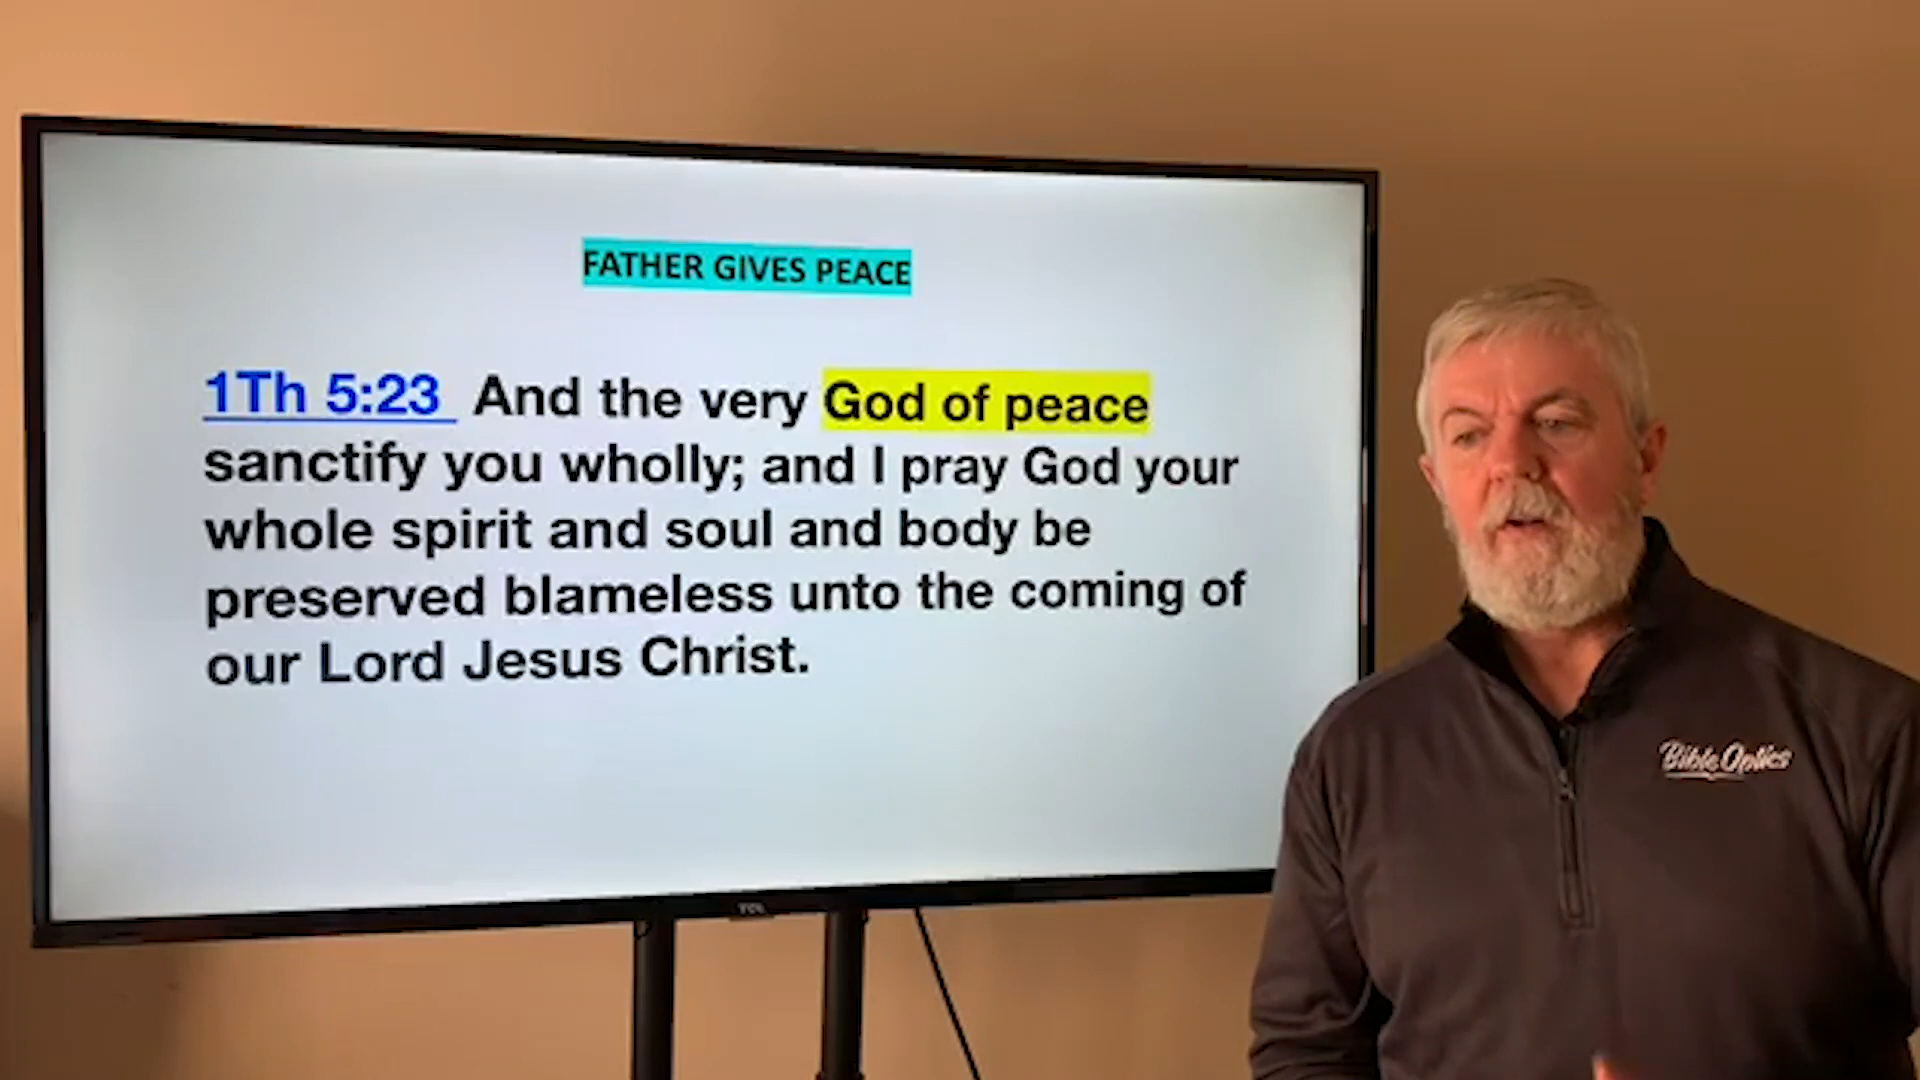 FATHER GIVES PEACE
1Th 5:23 And the very God of peace
sanctify you wholly; and I pray God your
whole spirit and soul and body be
preserved blameless unto the coming of
our Lord Jesus Christ.
Bible Optics
TCL